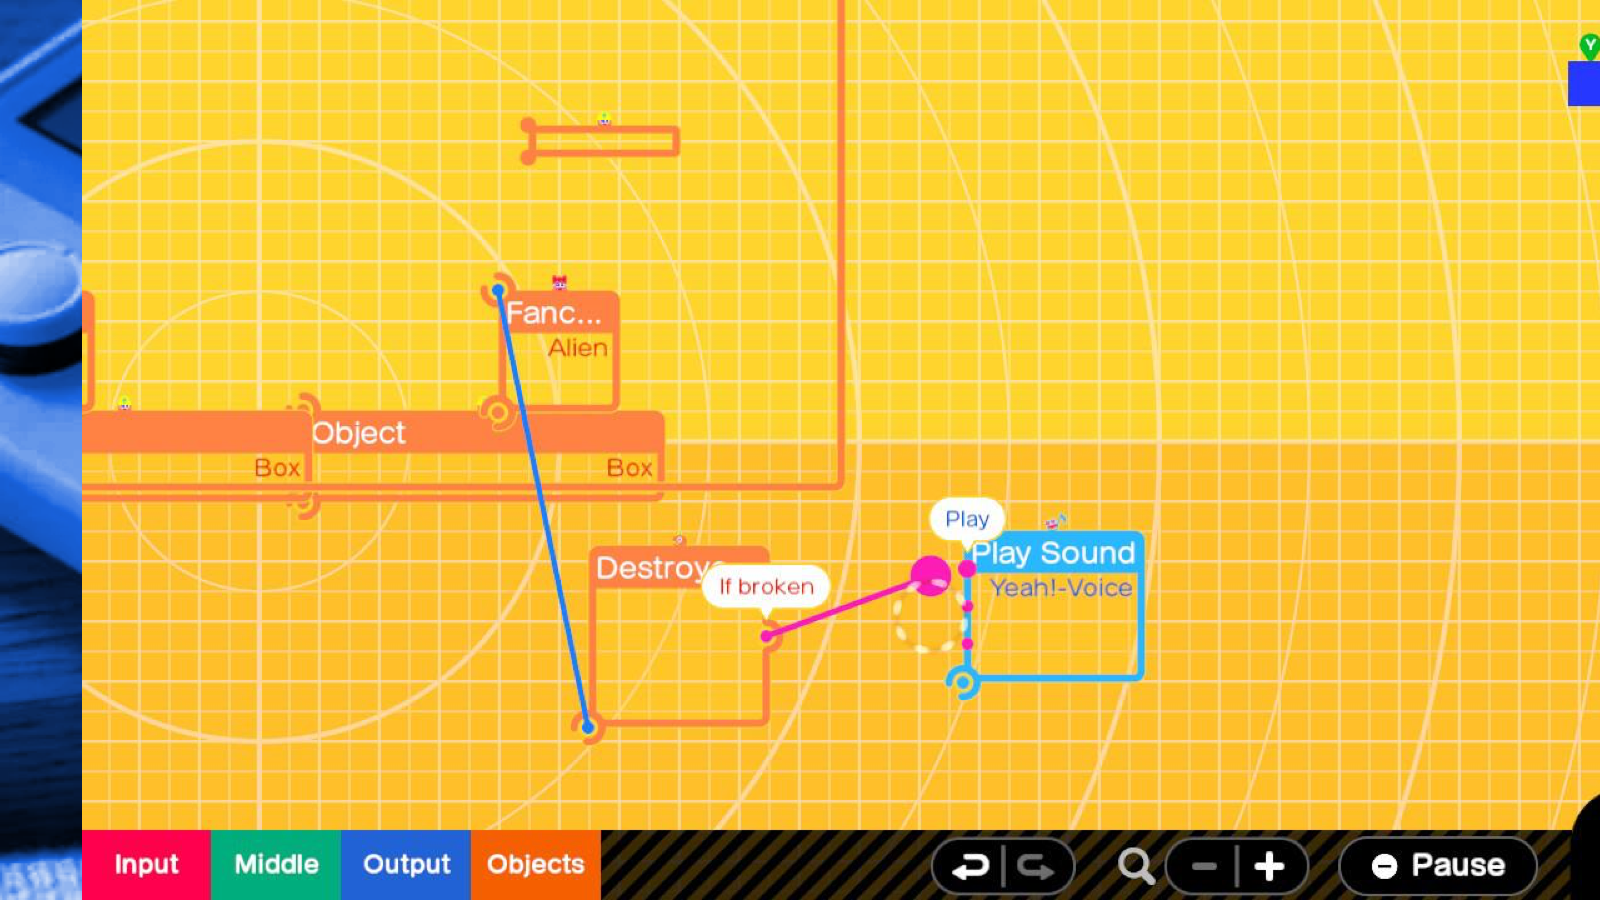 Y
Fanc...
Alien
Object
Box
Box
Play
Destroy
If broken
Play Sound
Yeah!-Voice
Input
Middle
Output
Objects
Pause